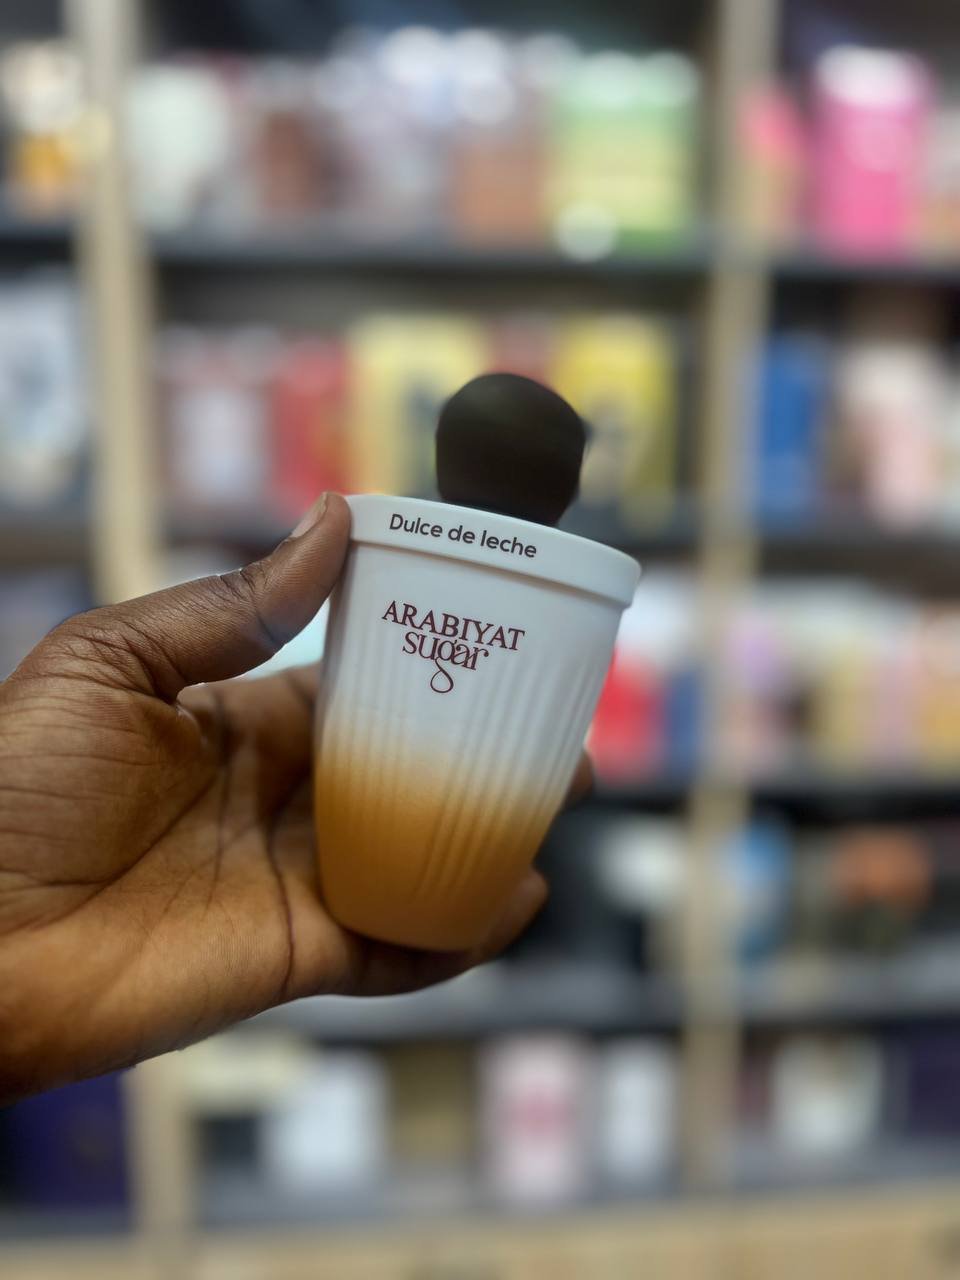 Dulce de leche
ARABIYAT
sugar